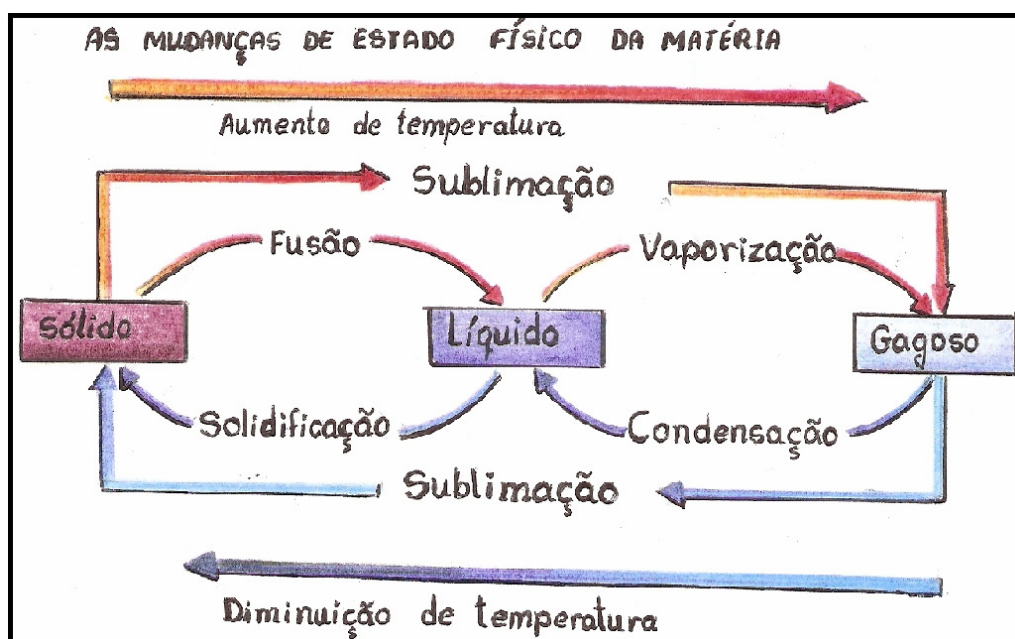 AS MUDANÇAS DE ESTADO FÍSICO DA MATÉRIA
Aumento de temperatura
Sublimação
Fusão
Vaporização
Sólido
Líquido
Gagoso
Solidificação
Condensação
Sublimação
Diminuição de temperatura